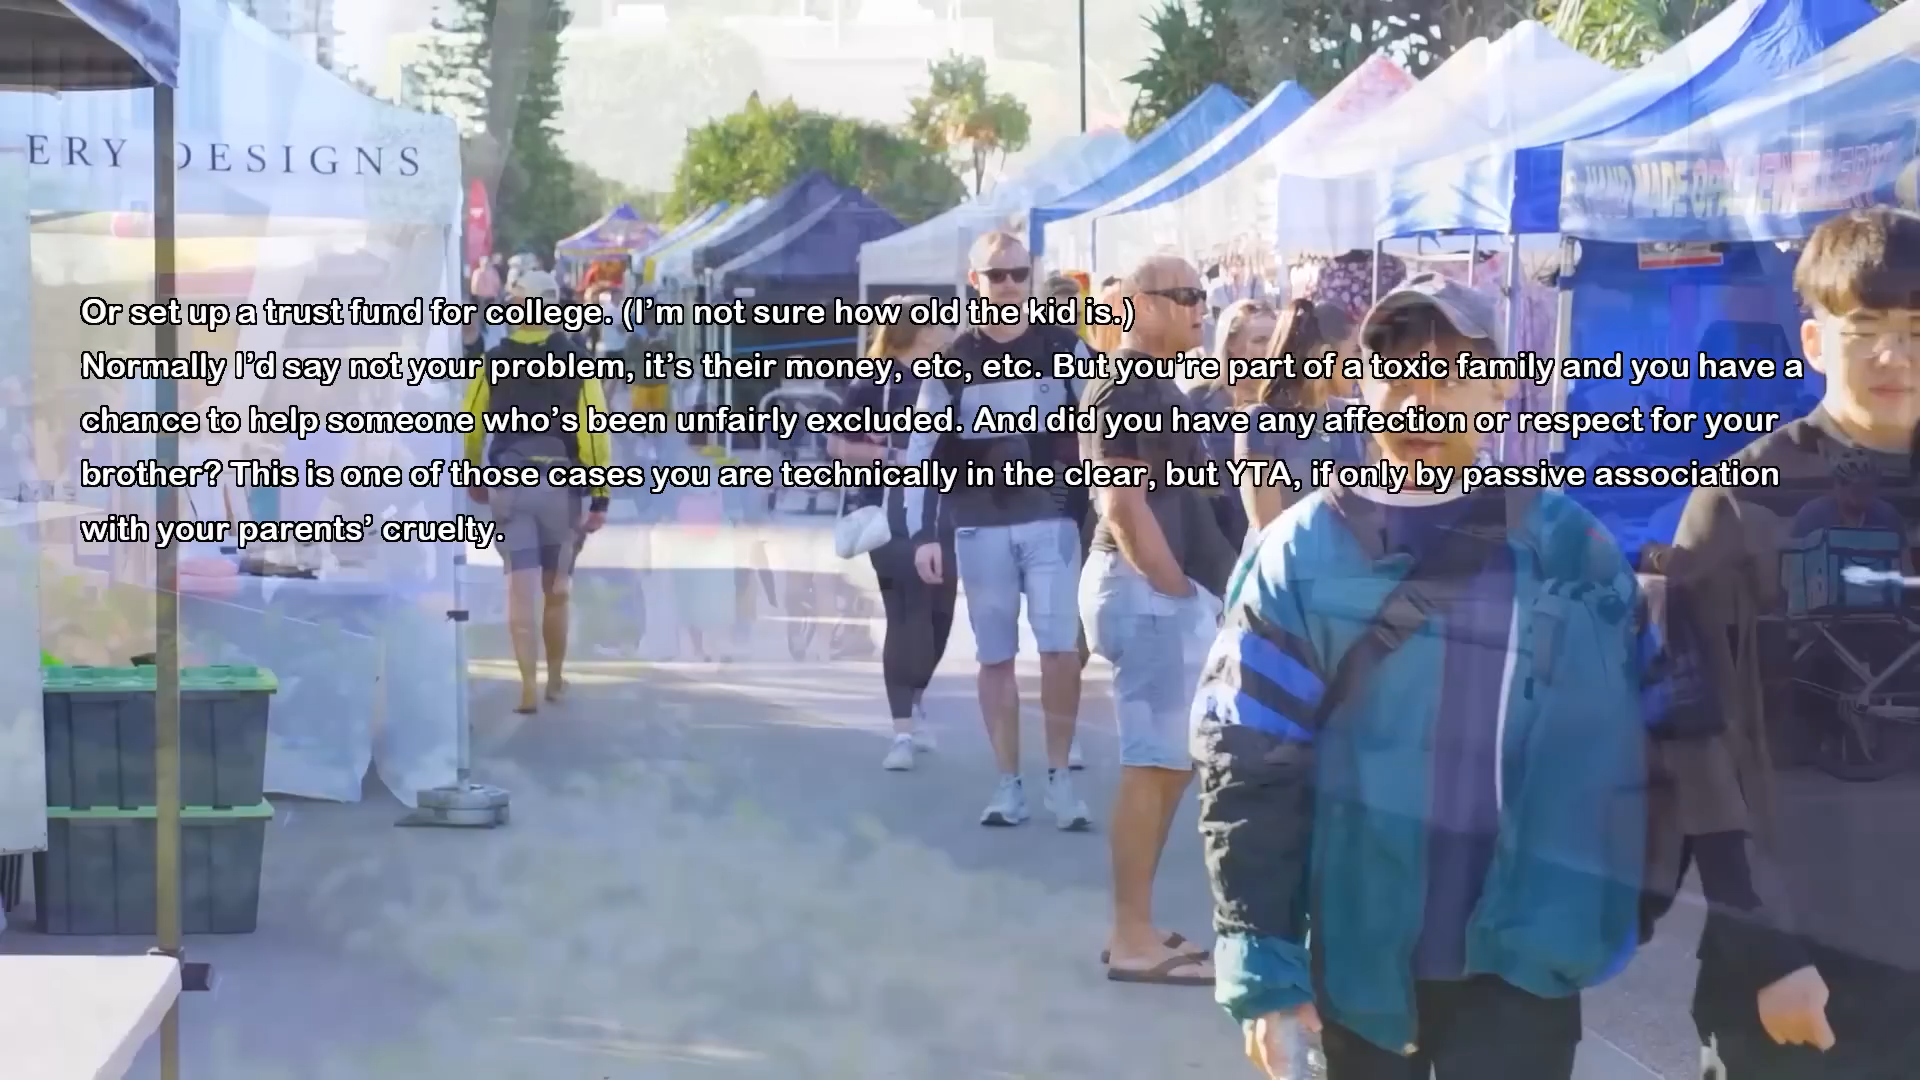 ERY DESIGNS
HAND MADE OPAL JEWELLERY
Or set up a trust fund for college. (I’m not sure how old the kid is.)
Normally I’d say not your problem, it’s their money, etc, etc. But you’re part of a toxic family and you have a
chance to help someone who’s been unfairly excluded. And did you have any affection or respect for your
brother? This is one of those cases you are technically in the clear, but YTA, if only by passive association
with your parents’ cruelty.